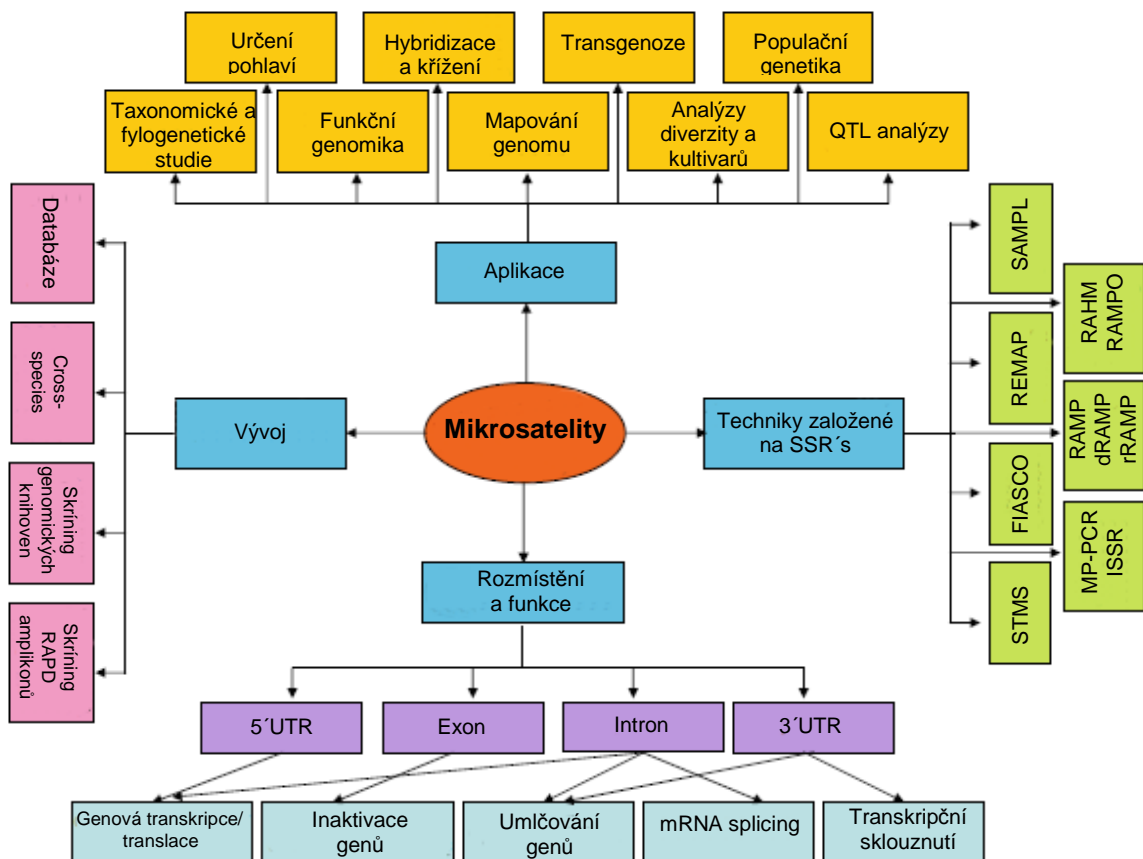 Určení
pohlaví
Hybridizace
a křížení
Transgenoze
Populační
genetika
Taxonomické a
fylogenetické
studie
Funkční
genomika
Mapování
genomu
Analýzy
diverzity a
kultivarů
QTL analýzy
Aplikace
Databáze
Cross-
species
Skríning
genomických
knihoven
Skríning
RAPD
amplikonů
Vývoj
Mikrosatelity
Techniky založené
na SSR´s
SAMPL
RAHM
RAMPO
REMAP
RAMP
dRAMP
rRAMP
FIASCO
MP-PCR
ISSR
STMS
Rozmístění
a funkce
5´UTR
Exon
Intron
3´UTR
Genová transkripce/
translace
Inaktivace
genů
Umlčování
genů
mRNA splicing
Transkripční
sklouznutí